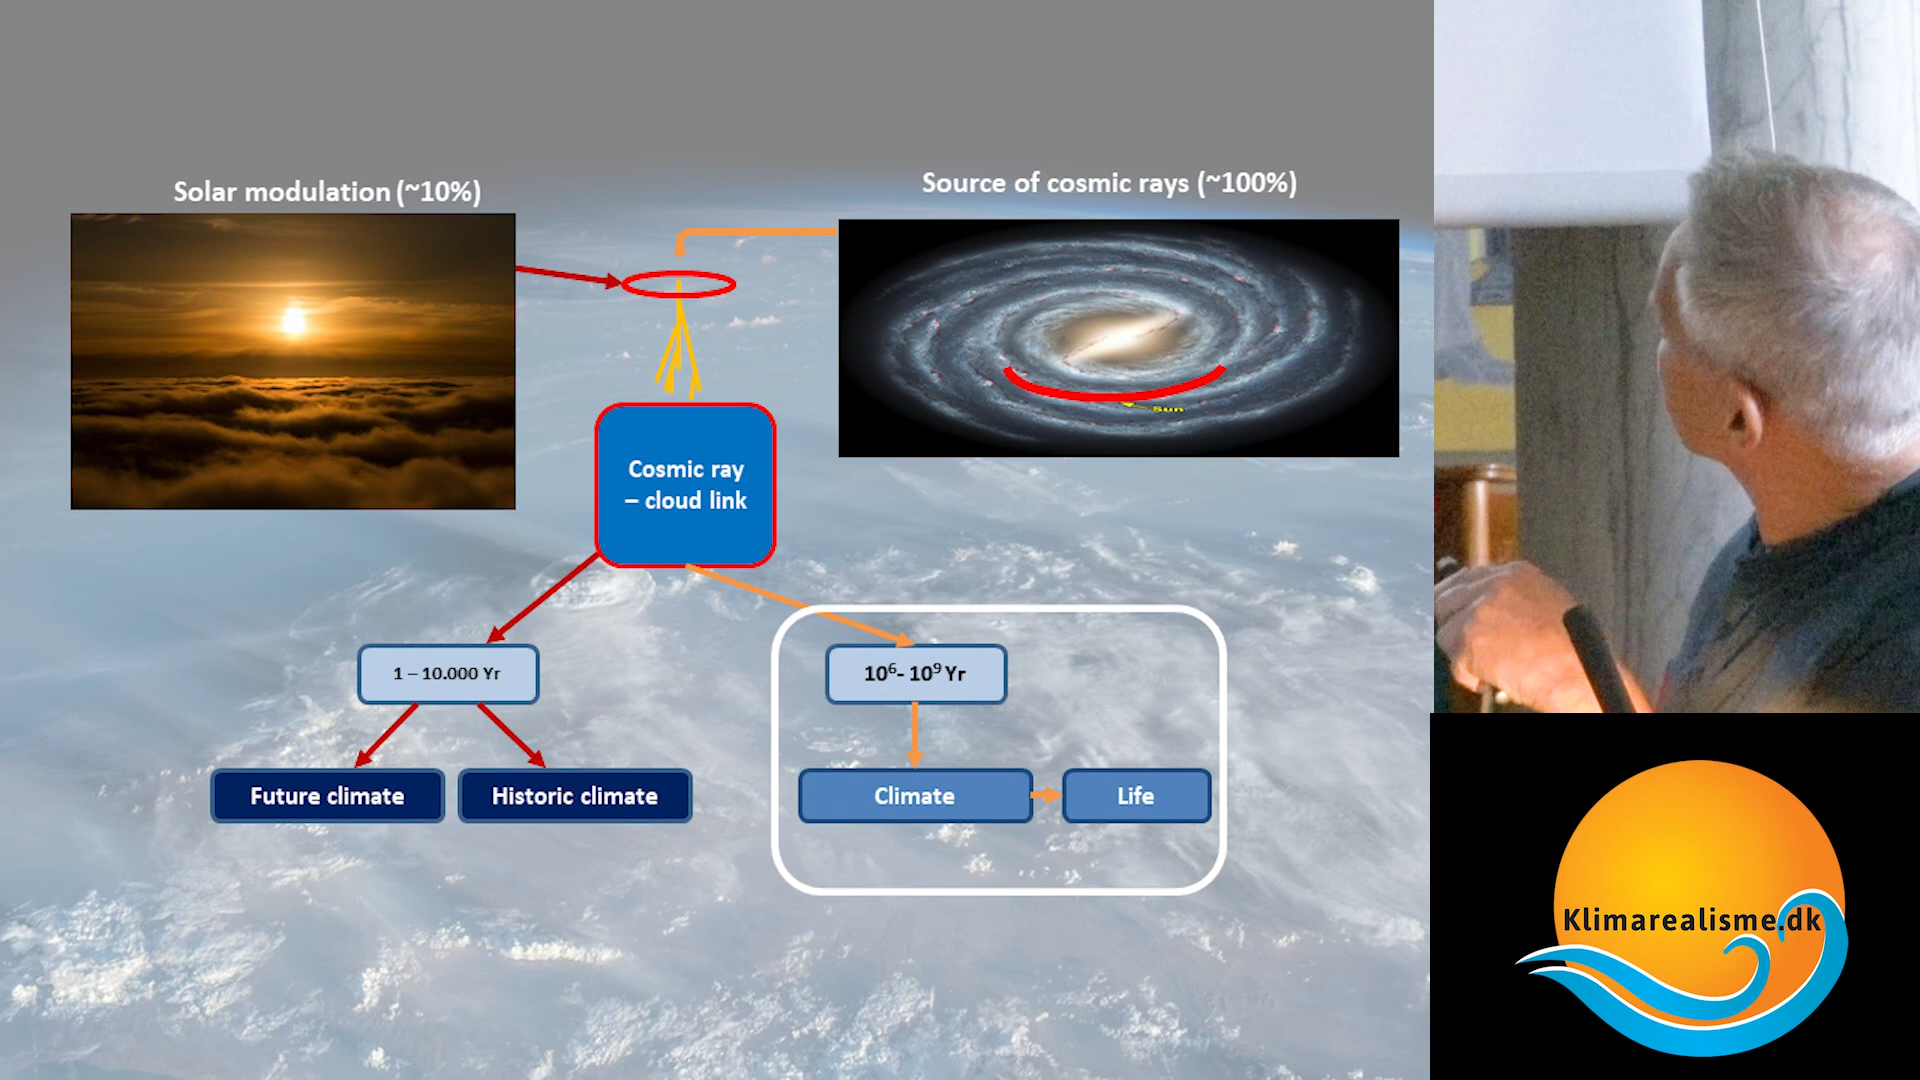 Solar modulation (~10%)
Source of cosmic rays (~100%)
Sun
Cosmic ray
– cloud link
1 – 10.000 Yr
10⁶- 10⁹ Yr
Future climate
Historic climate
Climate
Life
Klimarealisme.dk